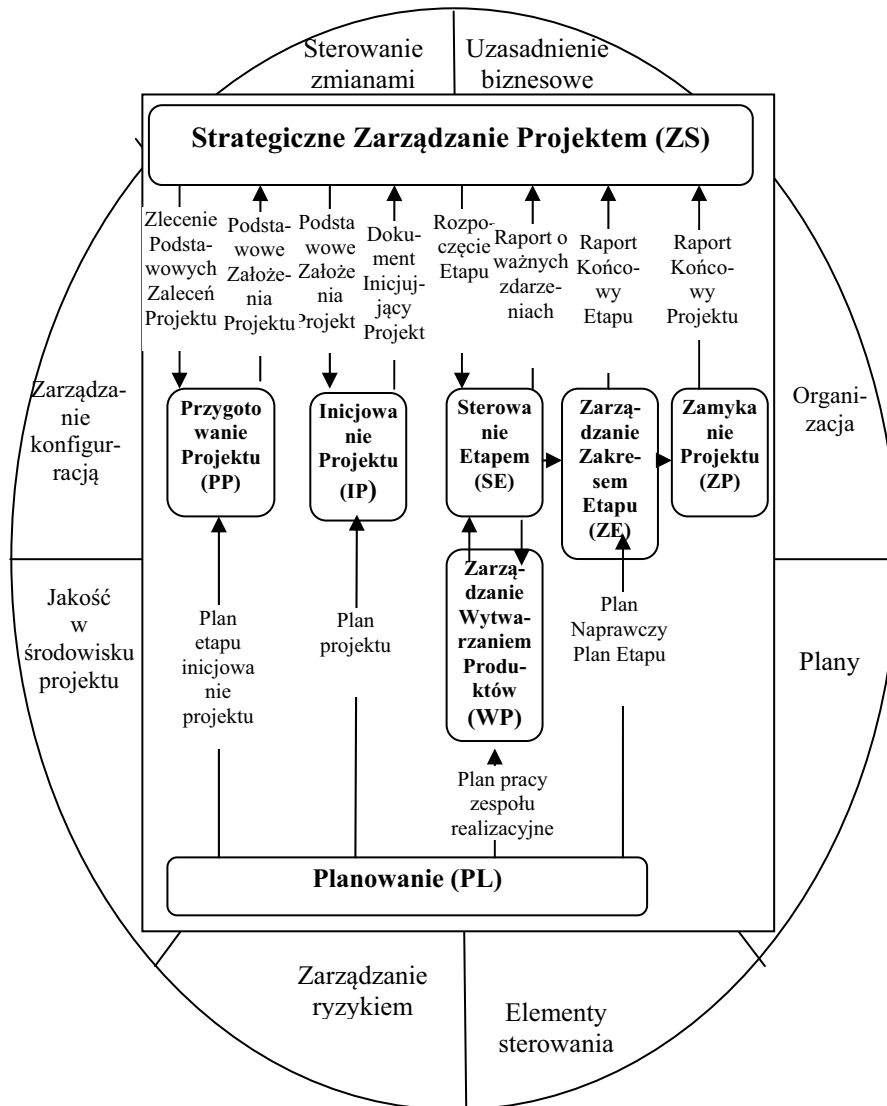 Sterowanie
zmianami
Uzasadnienie
biznesowe
Strategiczne Zarządzanie Projektem (ZS)
Zlecenie
Podsta-
wowych
Zaleceń
Projektu
Podsta-
wowe
Założe-
nia
Projektu
Podsta-
wowe
Założe
nia
Projekt
Doku-
ment
Inicjuj-
jący
Projekt
Rozpo-
częcie
Etapu
Raport o
ważnych
zdarze-
niach
Raport
Końco-
wy
Etapu
Raport
Końco-
wy
Projektu
Zarządza-
nie
konfigur-
racją
Przygoto
wanie
Projektu
(PP)
Inicjowa
nie
Projektu
(IP)
Sterowa
nie
Etapem
(SE)
Zarzą-
dzanie
Zakre-
sem
Etapu
(ZE)
Zamyka
nie
Projektu
(ZP)
Organi-
zacja
Jakość
w
środowisku
projektu
Plan
etapu
inicjowa
nie
projektu
Plan
projektu
Zarzą-
dzanie
Wytwa-
rzaniem
Produ-
któw
(WP)
Plan
Naprawczy
Plan Etapu
Plany
Plan pracy
zespołu
realizacyjne
Planowanie (PL)
Zarządzanie
ryzykiem
Elementy
sterowania